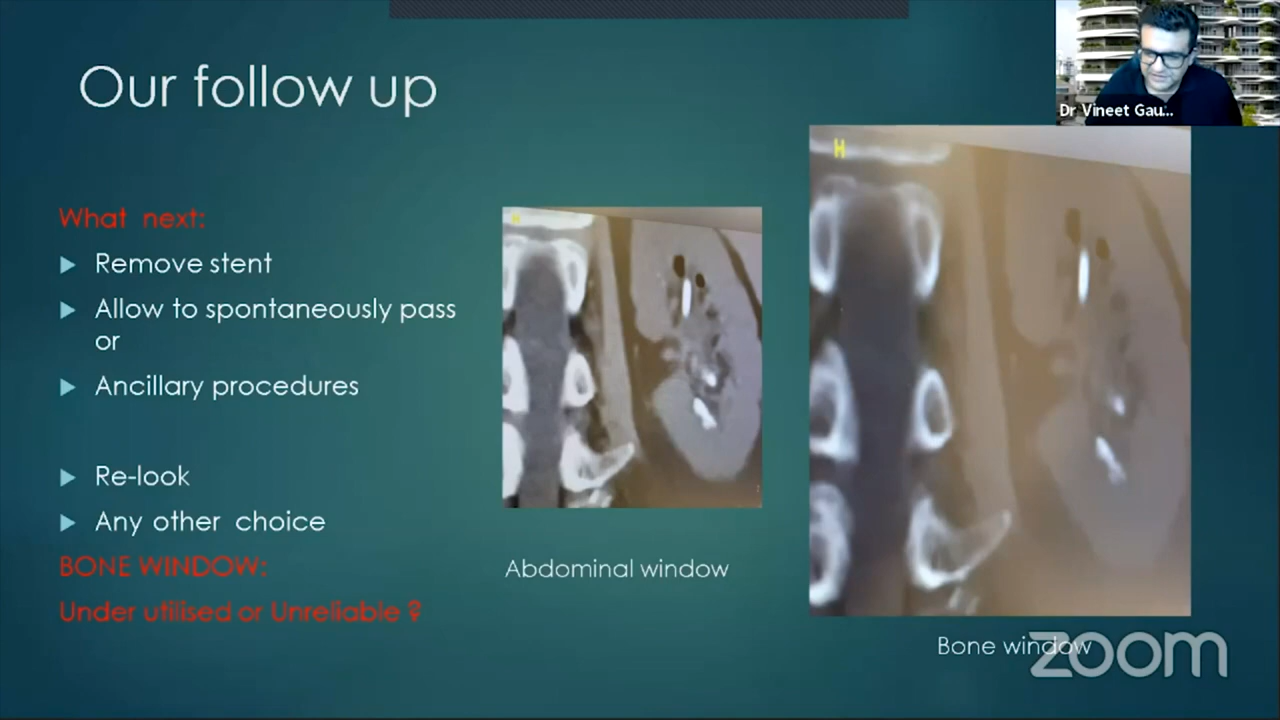 Our follow up
Dr Vineet Gau...
What next:
Remove stent
Allow to spontaneously pass
or
Ancillary procedures
Re-look
Any other choice
BONE WINDOW:
Under utilised or Unreliable ?
H
H
Abdominal window
Bone window
zoom